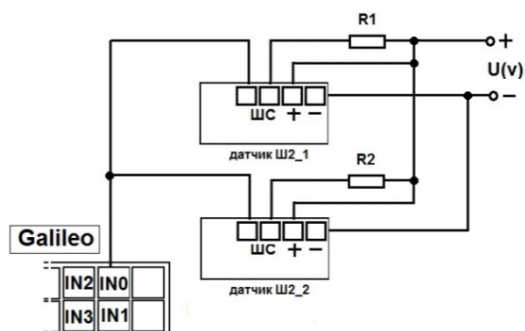 R1
+
U(v)
−
ШС + −
датчик Ш2_1
R2
ШС + −
датчик Ш2_2
Galileo
IN2 IN0
IN3 IN1